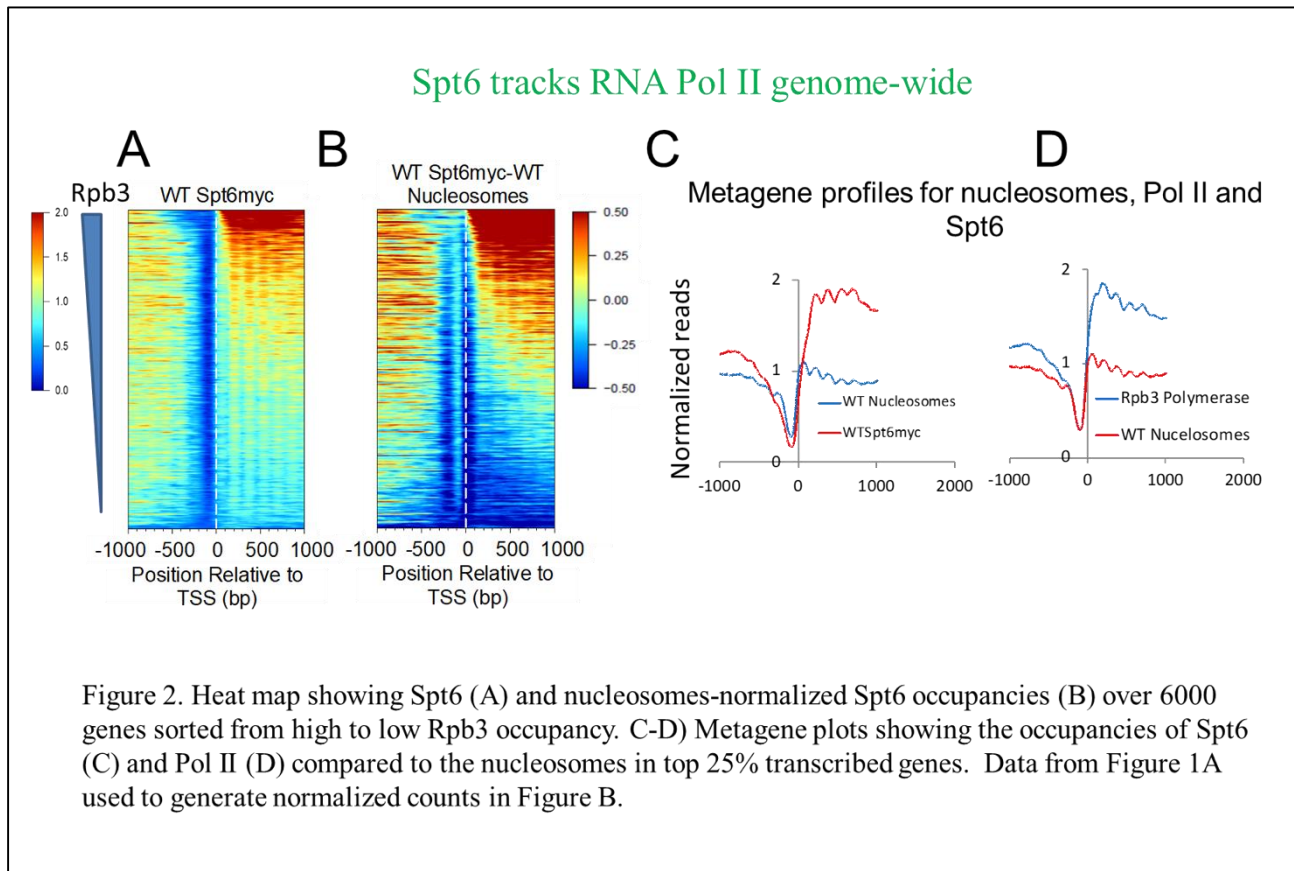 Spt6 tracks RNA Pol II genome-wide
A
B
C
D
Rpb3
WT Spt6myc
WT Spt6myc-WT
Nucleosomes
Metagene profiles for nucleosomes, Pol II and
Spt6
2.0
1.5
1.0
0.5
0.0
0.50
0.25
0.00
−0.25
−0.50
-1000 -500 0 500 1000
Position Relative to
TSS (bp)
-1000 -500 0 500 1000
Position Relative to
TSS (bp)
Normalized reads
2
1
0
WT Nucleosomes
WTSpt6myc
-1000 0 1000 2000
2
1
0
Rpb3 Polymerase
WT Nucelosomes
-1000 0 1000 2000
Figure 2. Heat map showing Spt6 (A) and nucleosomes-normalized Spt6 occupancies (B) over 6000
genes sorted from high to low Rpb3 occupancy. C-D) Metagene plots showing the occupancies of Spt6
(C) and Pol II (D) compared to the nucleosomes in top 25% transcribed genes. Data from Figure 1A
used to generate normalized counts in Figure B.